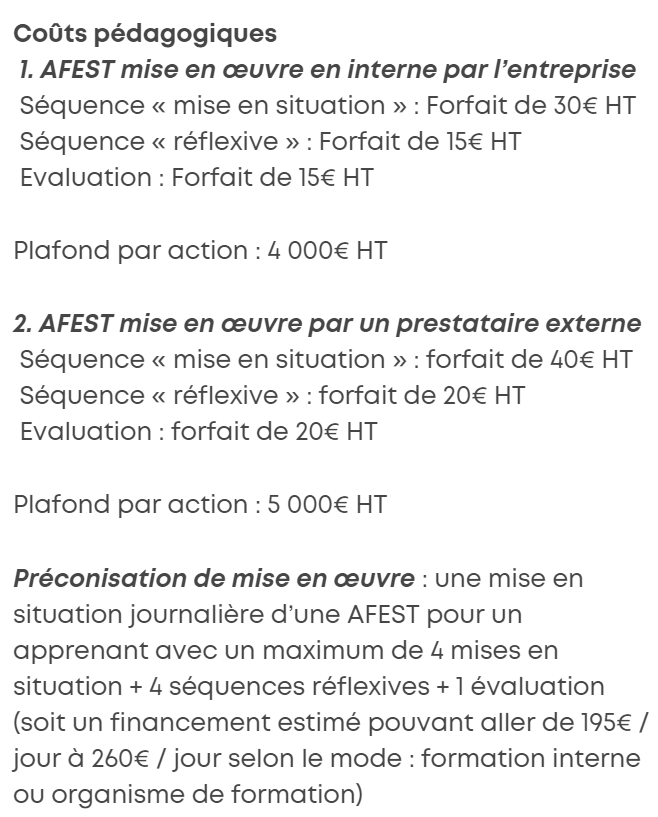 Coûts pédagogiques
1. AFEST mise en œuvre en interne par l’entreprise
Séquence « mise en situation » : Forfait de 30€ HT
Séquence « réflexive » : Forfait de 15€ HT
Evaluation : Forfait de 15€ HT
Plafond par action : 4 000€ HT
2. AFEST mise en œuvre par un prestataire externe
Séquence « mise en situation » : forfait de 40€ HT
Séquence « réflexive » : forfait de 20€ HT
Evaluation : forfait de 20€ HT
Plafond par action : 5 000€ HT
Préconisation de mise en œuvre : une mise en
situation journalière d’une AFEST pour un
apprenant avec un maximum de 4 mises en
situation + 4 séquences réflexives + 1 évaluation
(soit un financement estimé pouvant aller de 195€ /
jour à 260€ / jour selon le mode : formation interne
ou organisme de formation)